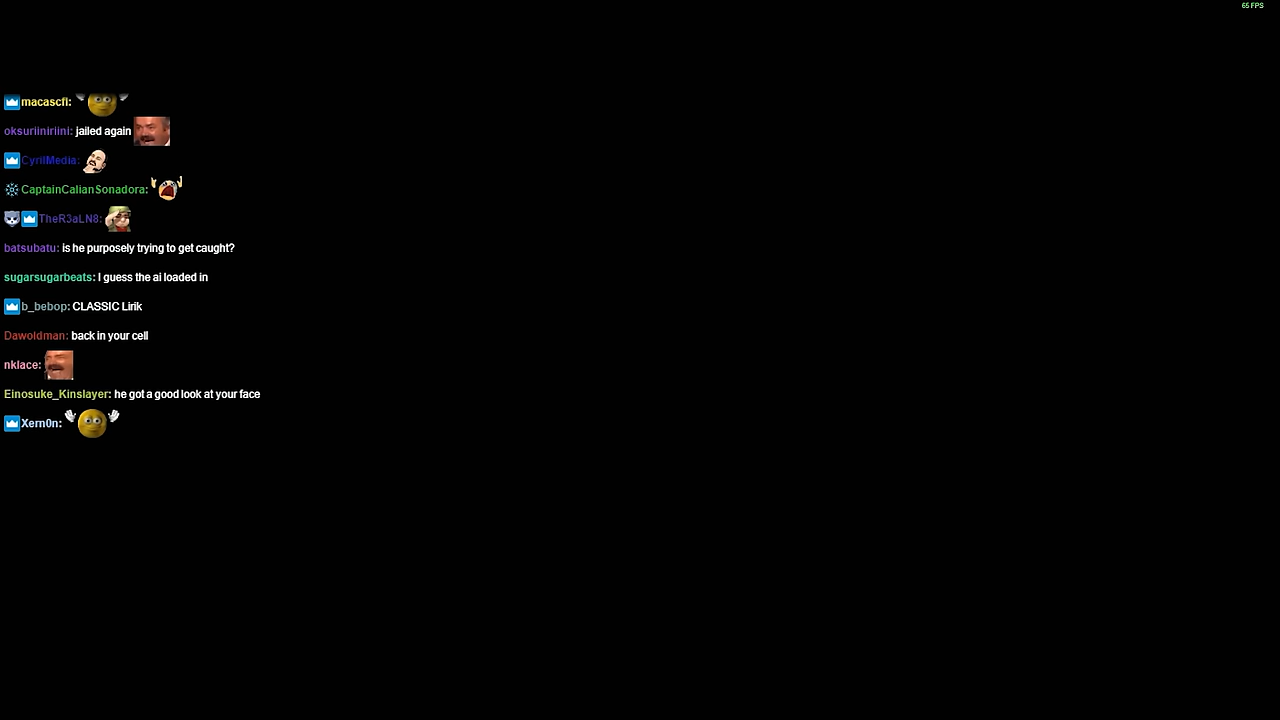 65 FPS
macascfl:
oksuriiniriini: jailed again
CyrilMedia:
CaptainCalianSonadora:
TheR3aLN8:
batsubatu: is he purposely trying to get caught?
sugarsugarbeats: I guess the ai loaded in
b_bebop: CLASSIC Lirik
Dawoldman: back in your cell
nklace:
Einosuke_Kinslayer: he got a good look at your face
Xern0n: